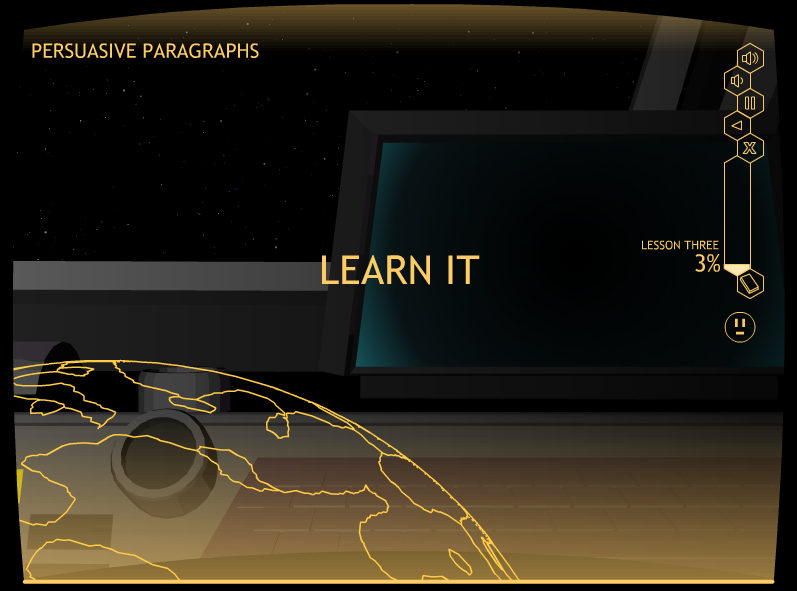 PERSUASIVE PARAGRAPHS
LEARN IT
LESSON THREE
3%